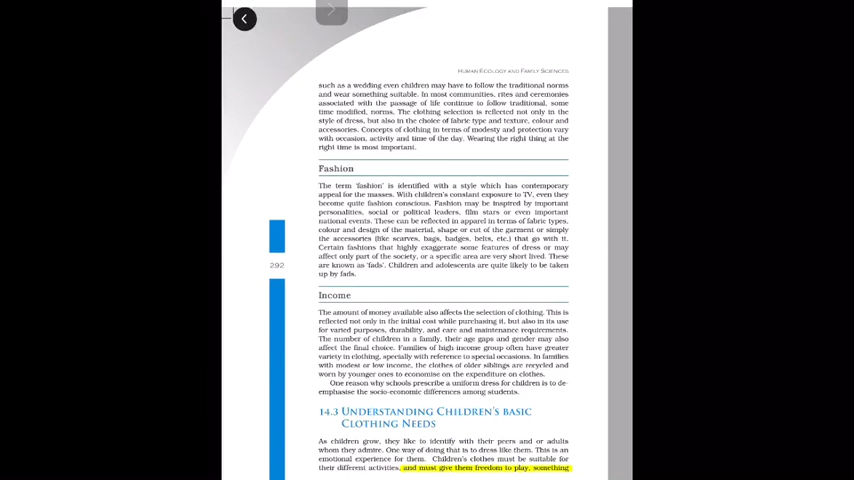 HUMAN ECOLOGY AND FAMILY SCIENCES
such as a wedding even children may have to follow the traditional norms
and wear something suitable. In most communities, rites and ceremonies
associated with the passage of life continue to follow traditional, some
time modified, norms. The clothing selection is reflected not only in the
style of dress, but also in the choice of fabric type and texture, colour and
accessories. Concepts of clothing in terms of modesty and protection vary
with occasion, activity and time of the day. Wearing the right thing at the
right time is most important.
Fashion
The term 'fashion' is identified with a style which has contemporary
appeal for the masses. With children's constant exposure to TV, even they
become quite fashion conscious. Fashion may be inspired by important
personalities, social or political leaders, film stars or even important
national events. These can be reflected in apparel in terms of fabric types,
colour and design of the material, shape or cut of the garment or simply
the accessories (like scarves, bags, badges, belts, etc.) that go with it.
Certain fashions that highly exaggerate some features of dress or may
affect only part of the society, or a specific area are very short lived. These
are known as 'fads'. Children and adolescents are quite likely to be taken
up by fads.
292
Income
The amount of money available also affects the selection of clothing. This is
reflected not only in the initial cost while purchasing it, but also in its use
for varied purposes, durability, and care and maintenance requirements.
The number of children in a family, their age gaps and gender may also
affect the final choice. Families of high income group often have greater
variety in clothing, specially with reference to special occasions. In families
with modest or low income, the clothes of older siblings are recycled and
worn by younger ones to economise on the expenditure on clothes.
One reason why schools prescribe a uniform dress for children is to de-
emphasise the socio-economic differences among students.
14.3 UNDERSTANDING CHILDREN'S BASIC
CLOTHING NEEDS
As children grow, they like to identify with their peers and or adults
whom they admire. One way of doing that is to dress like them. This is an
emotional experience for them. Children's clothes must be suitable for
their different activities, and must give them freedom to play, something